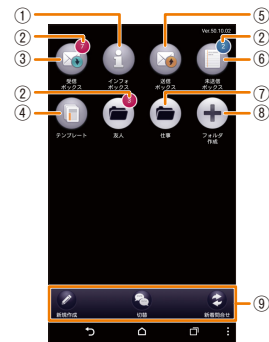 ①
⑤
Ver.50.10.02
②
②
7
2
③
⑥
受信
ボックス
インフォ
ボックス
送信
ボックス
未送信
ボックス
②
⑦
3
④
⑧
テンプレート
友人
仕事
フォルダ
作成
⑨
新規作成
切替
新着問合せ